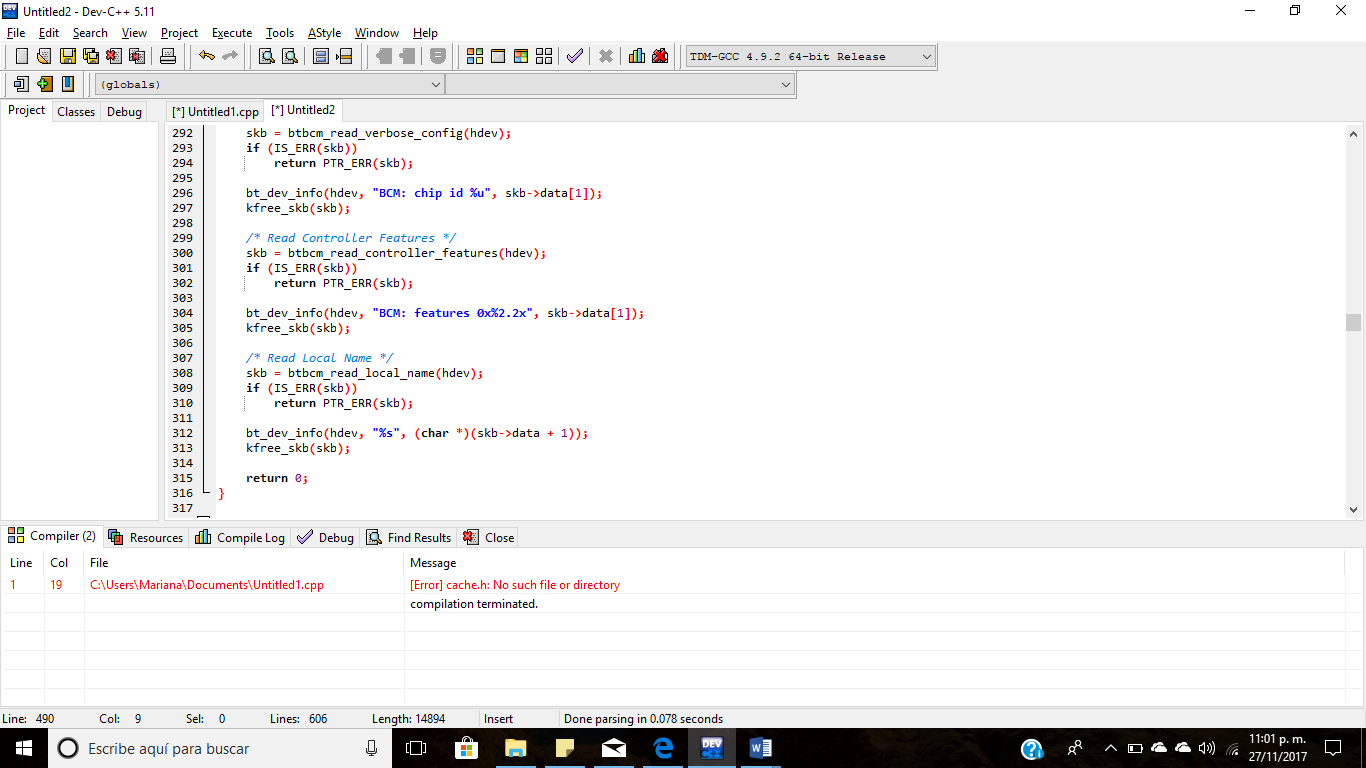 Untitled2 - Dev-C++ 5.11
File Edit Search View Project Execute Tools AStyle Window Help
TDM-GCC 4.9.2 64-bit Release
(globals)
Project Classes Debug [*] Untitled1.cpp [*] Untitled2
292 skb = btbcm_read_verbose_config(hdev);
293 if (IS_ERR(skb))
294 return PTR_ERR(skb);
295
296 bt_dev_info(hdev, "BCM: chip id %u", skb->data[1]);
297 kfree_skb(skb);
298
299 /* Read Controller Features */
300 skb = btbcm_read_controller_features(hdev);
301 if (IS_ERR(skb))
302 return PTR_ERR(skb);
303
304 bt_dev_info(hdev, "BCM: features 0x%2.2x", skb->data[1]);
305 kfree_skb(skb);
306
307 /* Read Local Name */
308 skb = btbcm_read_local_name(hdev);
309 if (IS_ERR(skb))
310 return PTR_ERR(skb);
311
312 bt_dev_info(hdev, "%s", (char *)(skb->data + 1));
313 kfree_skb(skb);
314
315 return 0;
316 }
317
Compiler (2) Resources Compile Log Debug Find Results Close
Line Col File Message
1 19 C:\Users\Mariana\Documents\Untitled1.cpp [Error] cache.h: No such file or directory
compilation terminated.
Line: 490 Col: 9 Sel: 0 Lines: 606 Length: 14894 Insert Done parsing in 0.078 seconds
Escribe aquí para buscar
DEV
11:01 p. m.
27/11/2017